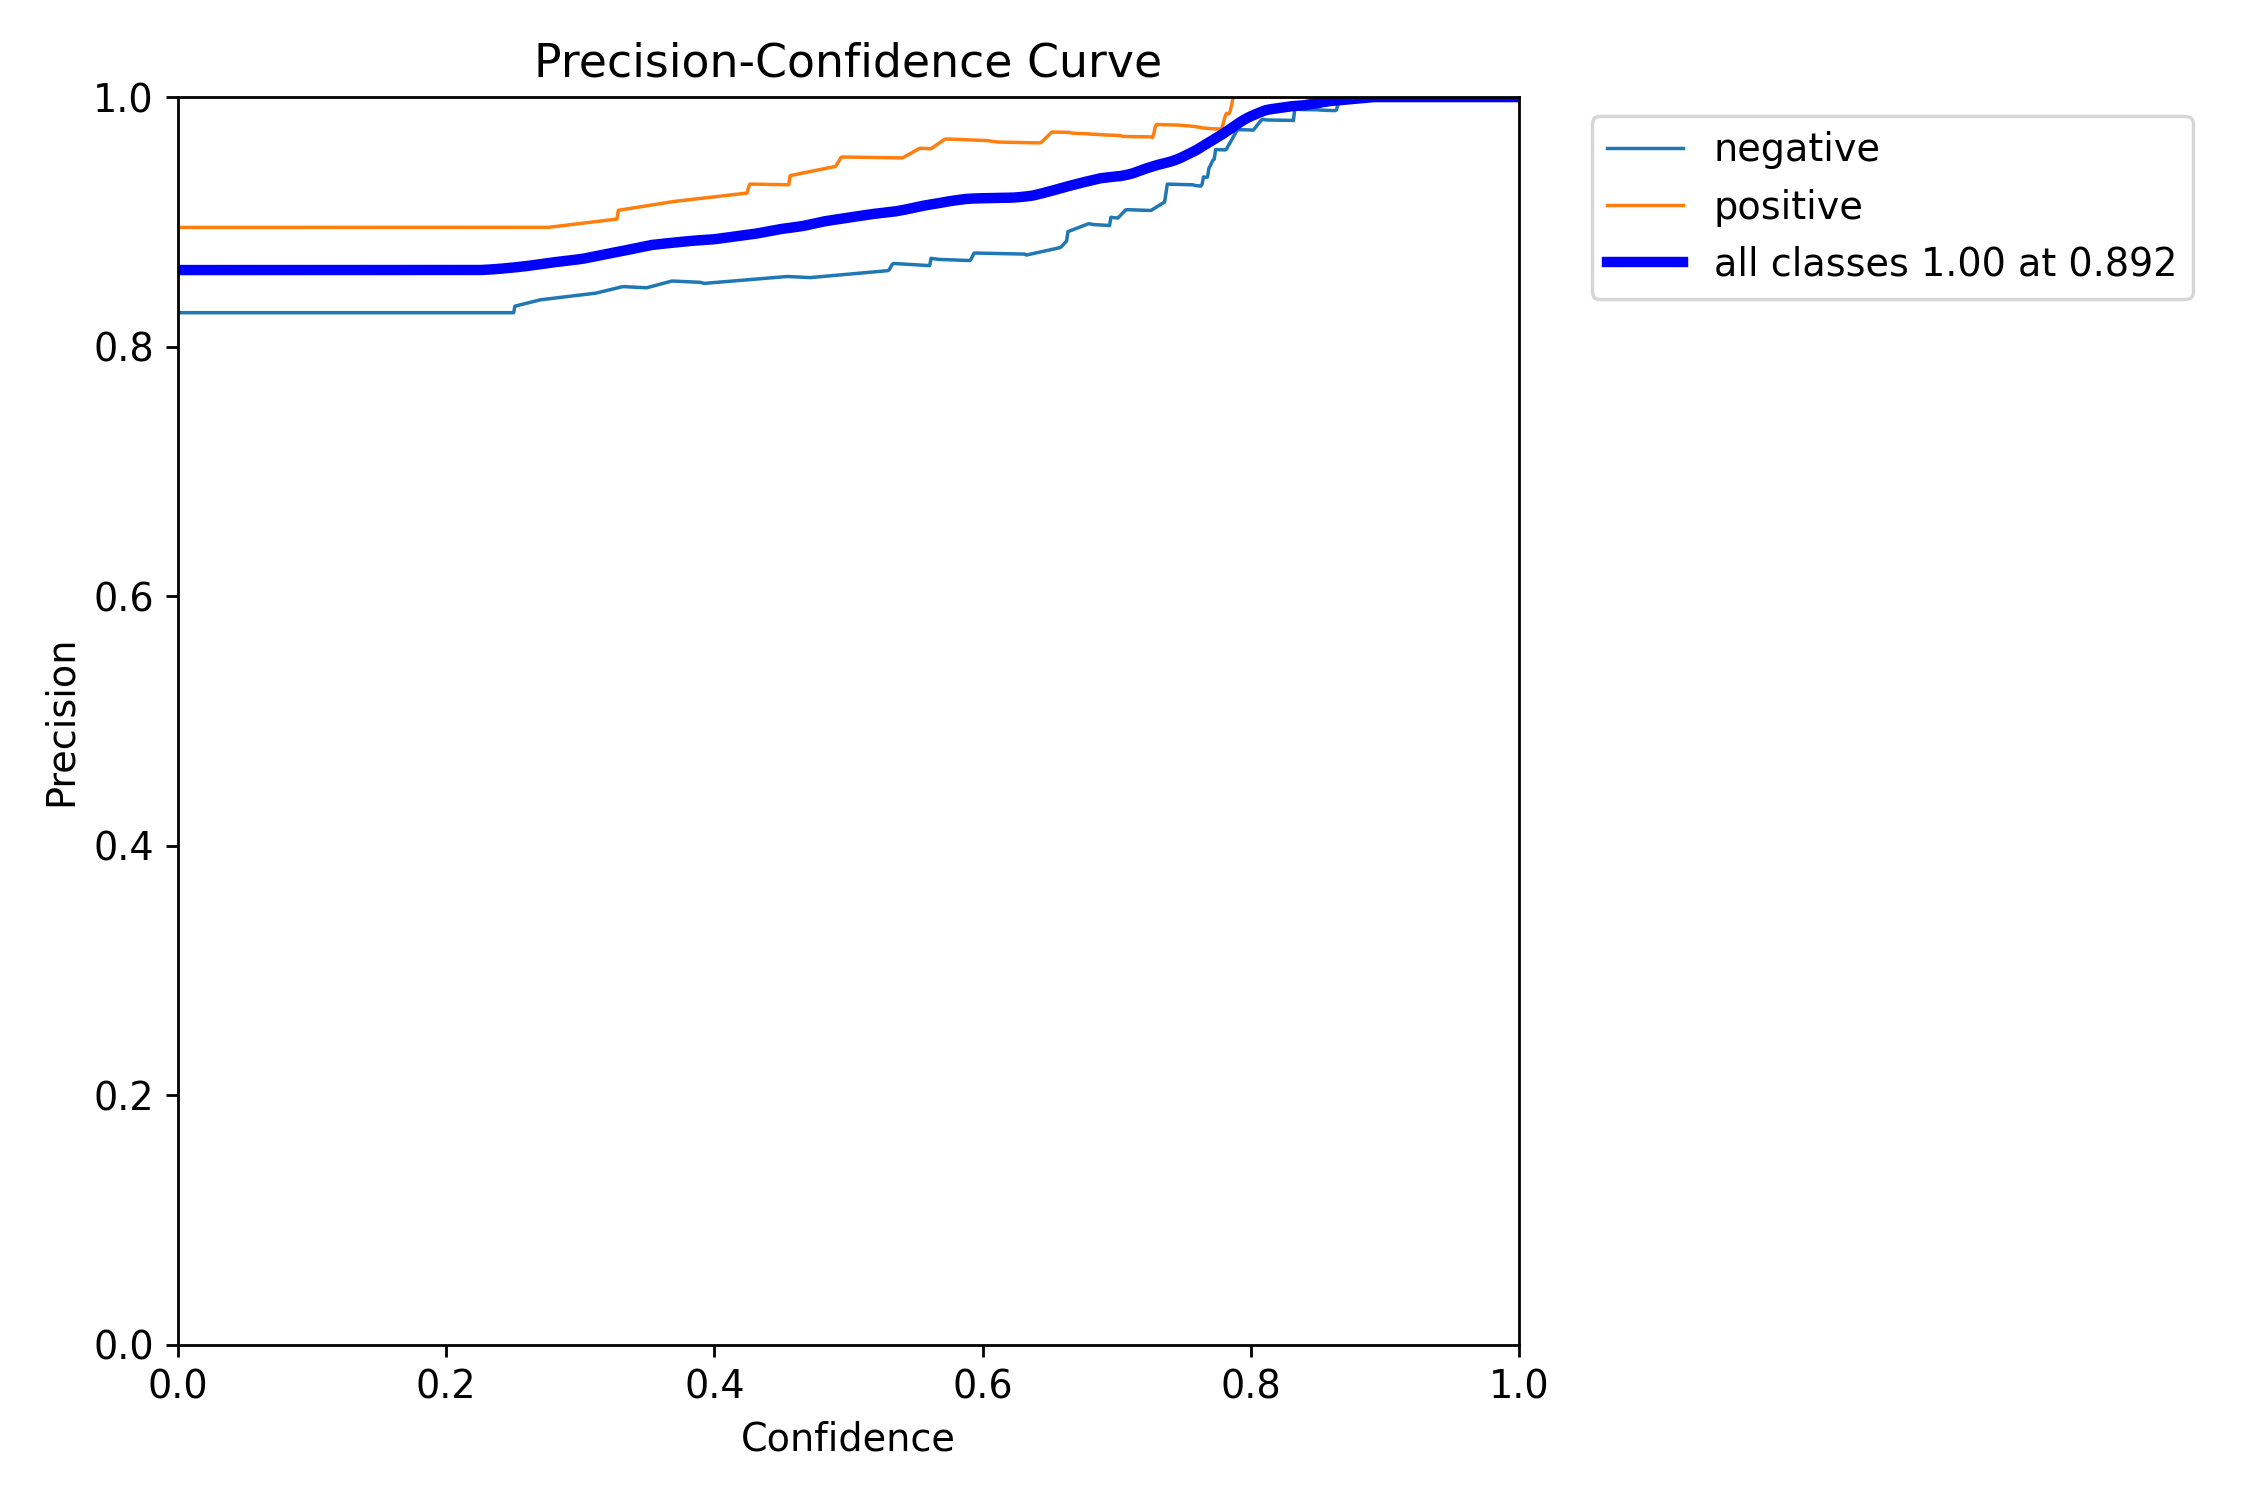 Precision-Confidence Curve
1.0
0.8
0.6
0.4
0.2
0.0
Precision
0.0 0.2 0.4 0.6 0.8 1.0
Confidence
negative
positive
all classes 1.00 at 0.892